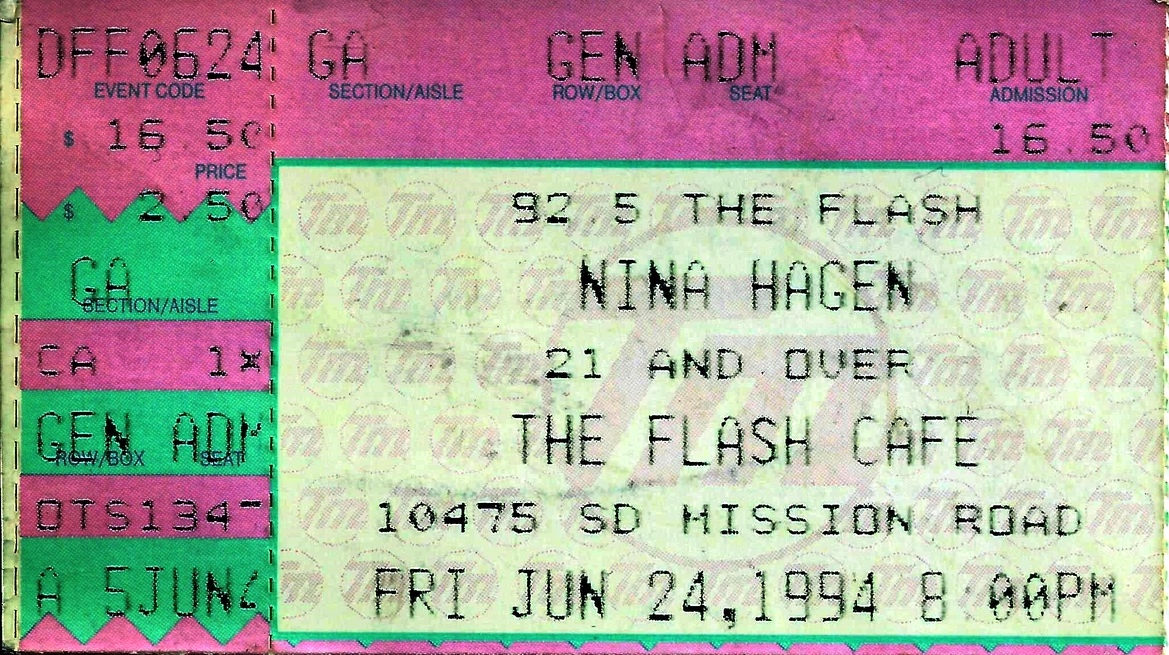 DFF0624 GA GEN ADM ADULT
EVENT CODE SECTION/AISLE ROW/BOX SEAT ADMISSION
$ 16.50 16.50
PRICE
$ 2.50
GA
SECTION/AISLE
CA 1*
GEN ADM
ROW/BOX SEAT
OTS134-
A 5JUN4
92.5 THE FLASH
NINA HAGEN
21 AND OVER
THE FLASH CAFE
10475 SD MISSION ROAD
FRI JUN 24,1994 8:00PM